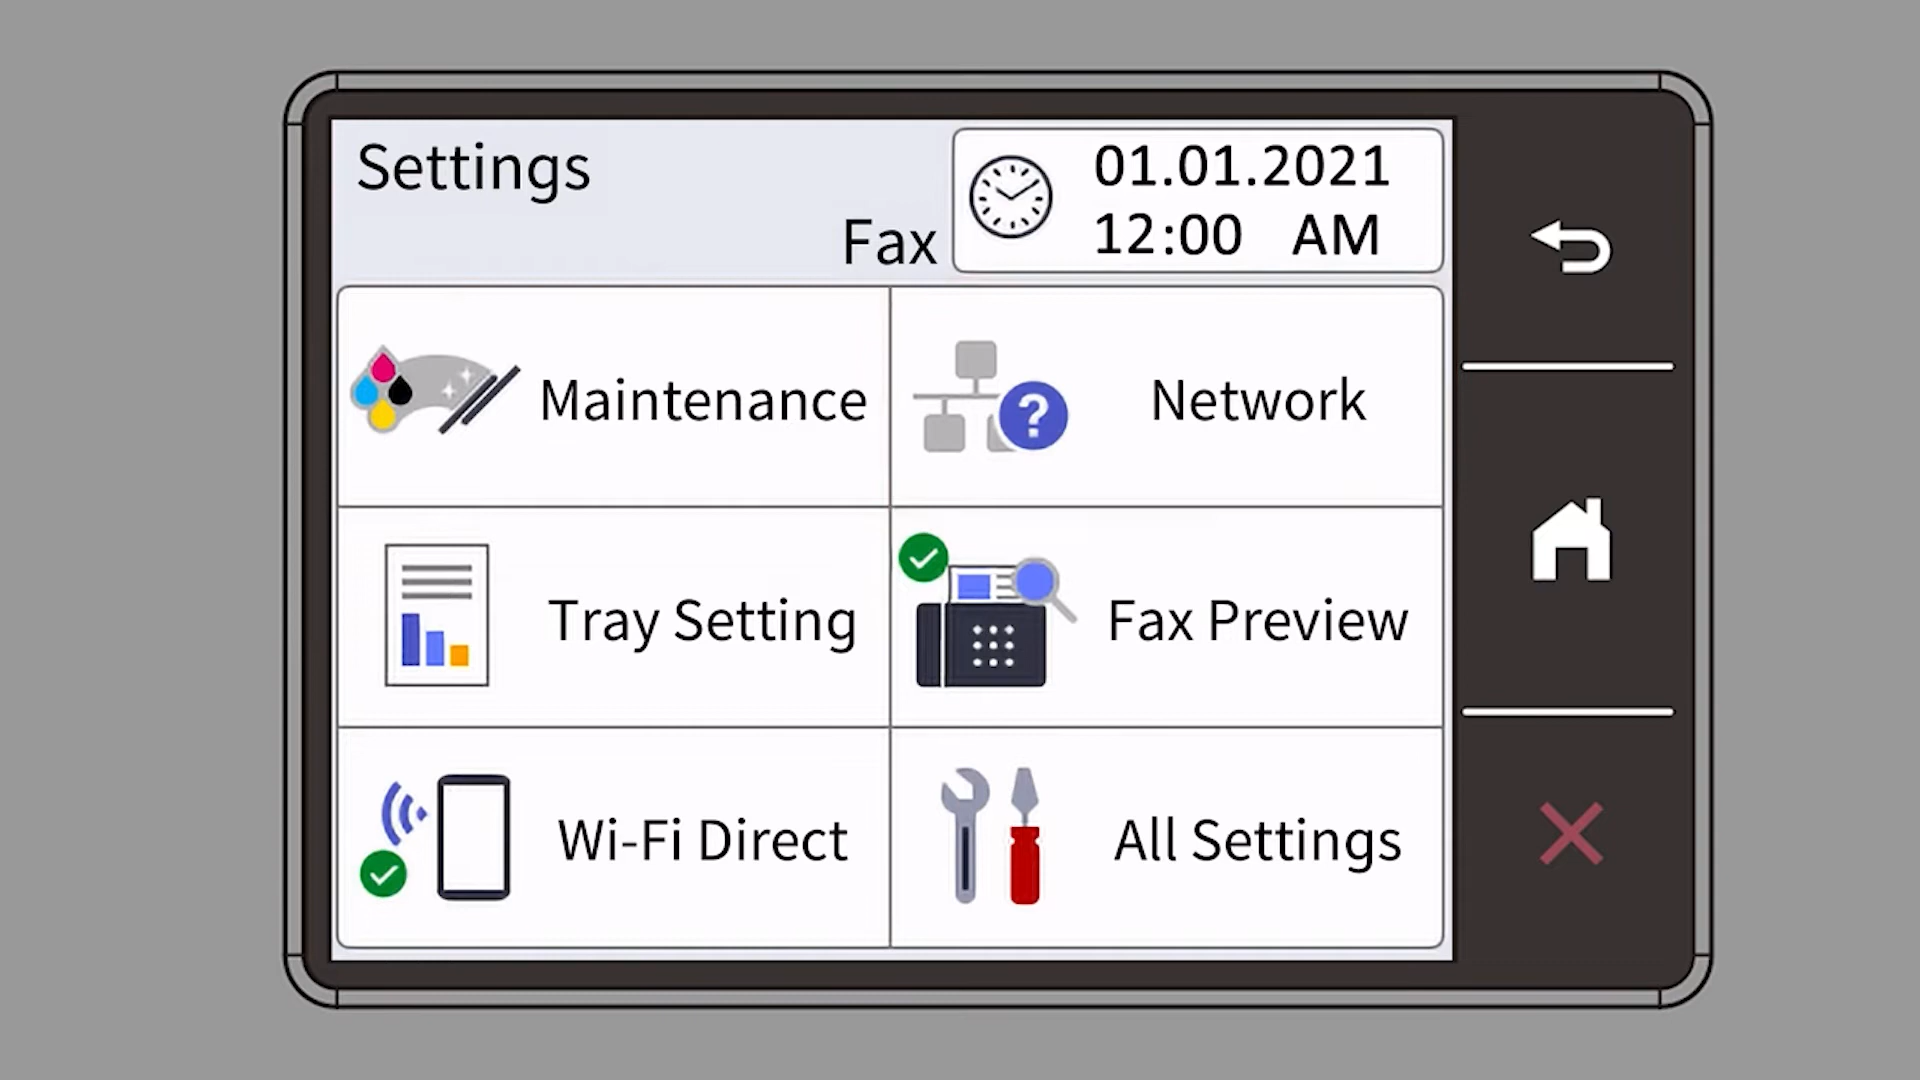 Settings
01.01.2021
Fax
12:00 AM
Maintenance
Network
Tray Setting
Fax Preview
Wi-Fi Direct
All Settings